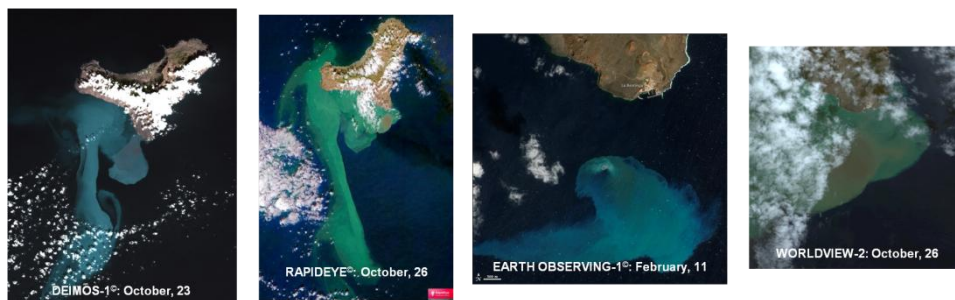 DEIMOS-1©: October, 23
RAPIDEYE©: October, 26
EARTH OBSERVING-1©: February, 11
WORLDVIEW-2: October, 26